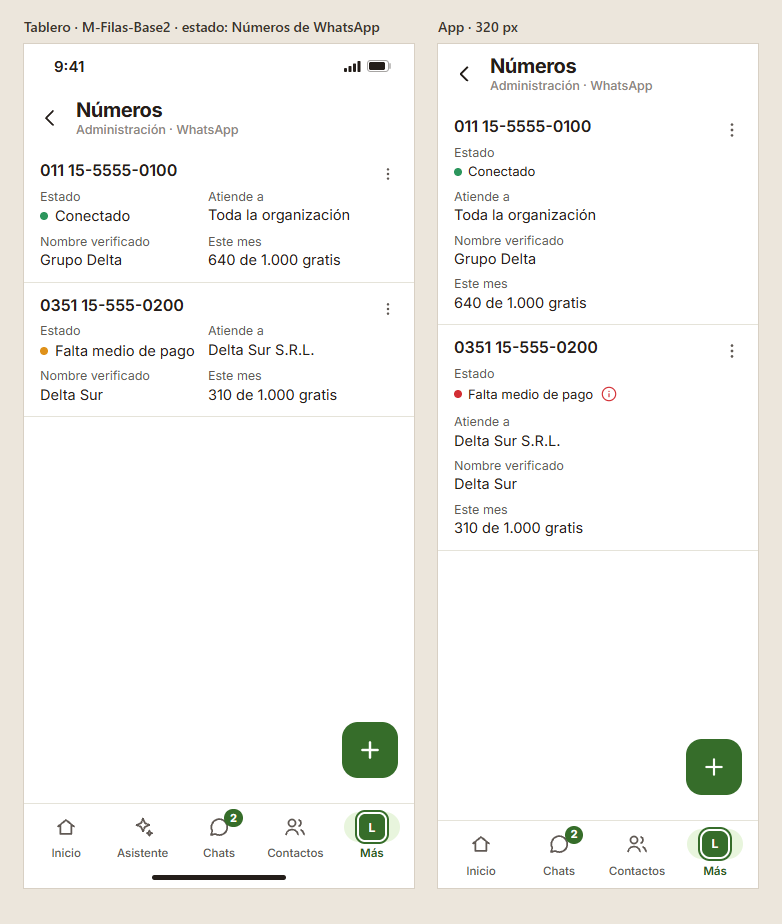 Tablero · M-Filas-Base2 · estado: Números de WhatsApp
9:41
Números
Administración · WhatsApp
011 15-5555-0100
Estado
Atiende a
Conectado
Toda la organización
Nombre verificado
Este mes
Grupo Delta
640 de 1.000 gratis
0351 15-555-0200
Estado
Atiende a
Falta medio de pago
Delta Sur S.R.L.
Nombre verificado
Este mes
Delta Sur
310 de 1.000 gratis
2
L
Inicio
Asistente
Chats
Contactos
Más
App · 320 px
Números
Administración · WhatsApp
011 15-5555-0100
Estado
Conectado
Atiende a
Toda la organización
Nombre verificado
Grupo Delta
Este mes
640 de 1.000 gratis
0351 15-555-0200
Estado
Falta medio de pago
Atiende a
Delta Sur S.R.L.
Nombre verificado
Delta Sur
Este mes
310 de 1.000 gratis
2
L
Inicio
Chats
Contactos
Más